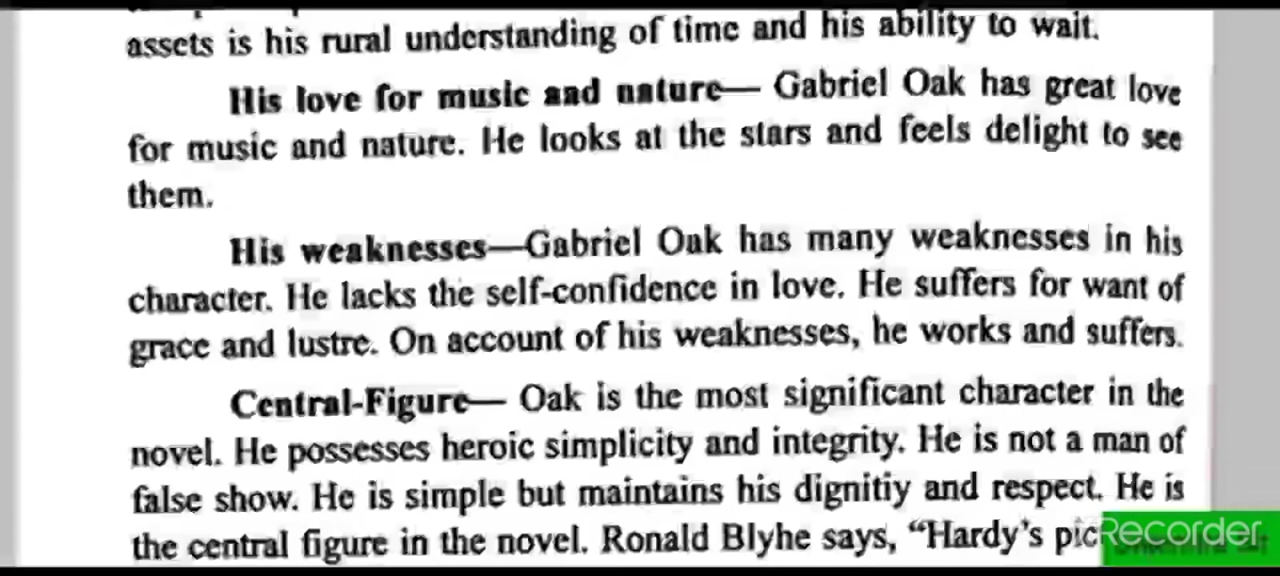 assets is his rural understanding of time and his ability to wait.
His love for music and nature— Gabriel Oak has great love
for music and nature. He looks at the stars and feels delight to see
them.
His weaknesses—Gabriel Oak has many weaknesses in his
character. He lacks the self-confidence in love. He suffers for want of
grace and lustre. On account of his weaknesses, he works and suffers.
Central-Figure— Oak is the most significant character in the
novel. He possesses heroic simplicity and integrity. He is not a man of
false show. He is simple but maintains his dignitiy and respect. He is
the central figure in the novel. Ronald Blyhe says, “Hardy's pic
Recorder